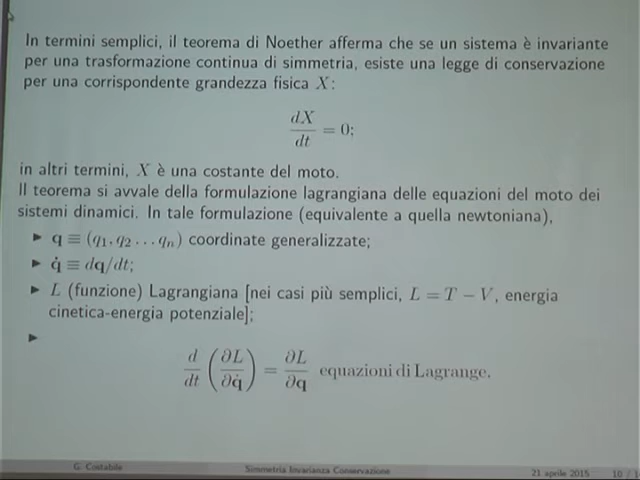 In termini semplici, il teorema di Noether afferma che se un sistema è invariante
per una trasformazione continua di simmetria, esiste una legge di conservazione
per una corrispondente grandezza fisica X:
dX/dt = 0;
in altri termini, X è una costante del moto.
Il teorema si avvale della formulazione lagrangiana delle equazioni del moto dei
sistemi dinamici. In tale formulazione (equivalente a quella newtoniana),
▶ q ≡ (q₁, q₂ … qₙ) coordinate generalizzate;
▶ q̇ ≡ dq/dt;
▶ L (funzione) Lagrangiana [nei casi più semplici, L = T − V, energia
cinetica-energia potenziale];
▶
d/dt (∂L/∂q̇) = ∂L/∂q equazioni di Lagrange.
G. Costabile Simmetria Invarianza Conservazione 21 aprile 2015 10 /